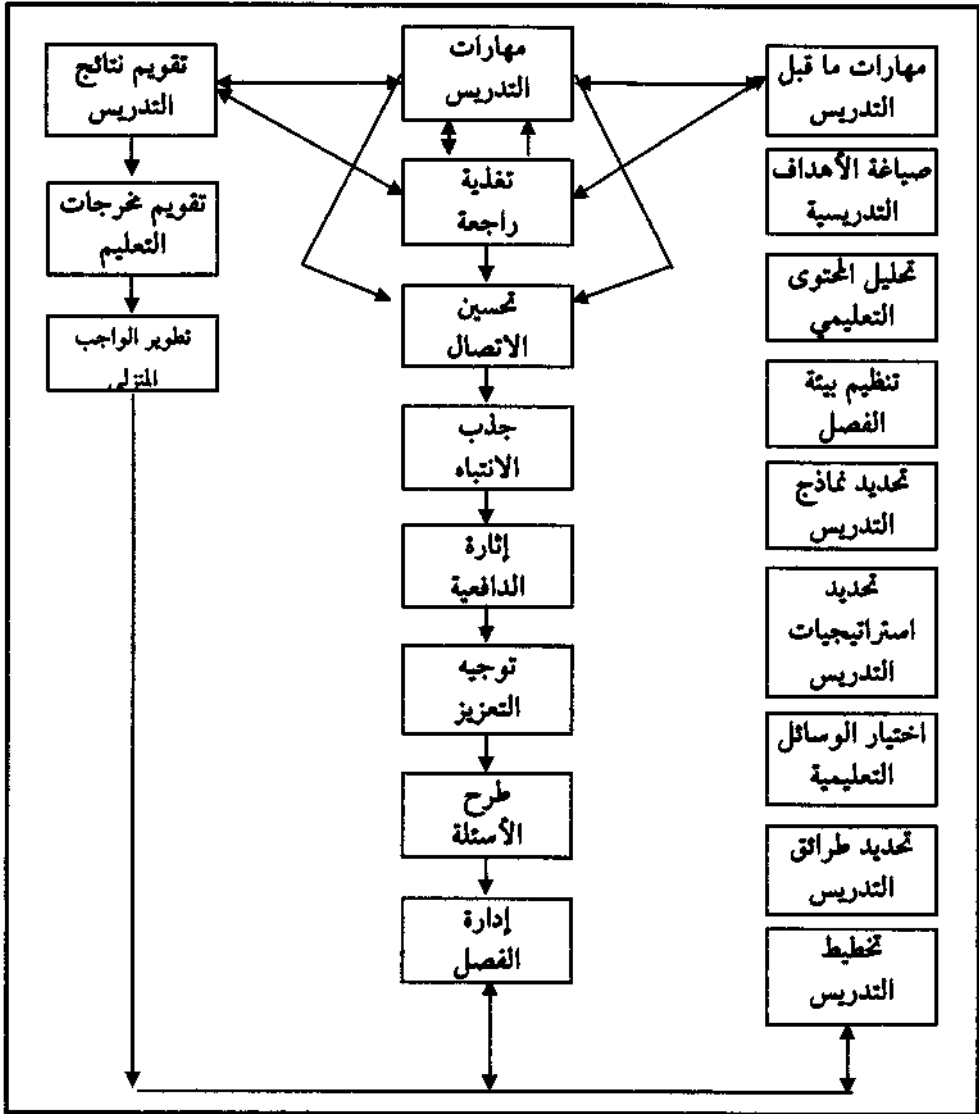 مهارات ما قبل
التدريس
صياغة الأهداف
التدريسية
تحليل المحتوى
التعليمي
تنظيم بيئة
الفصل
تحديد نماذج
التدريس
تحديد
استراتيجيات
التدريس
اختيار الوسائل
التعليمية
تحديد طرائق
التدريس
تخطيط
التدريس
مهارات
التدريس
تغذية
راجعة
تحسين
الاتصال
جذب
الانتباه
إثارة
الدافعية
توجيه
التعزيز
طرح
الأسئلة
إدارة
الفصل
تقويم نتائج
التدريس
تقويم مخرجات
التعليم
تطوير الواجب
المنزلي